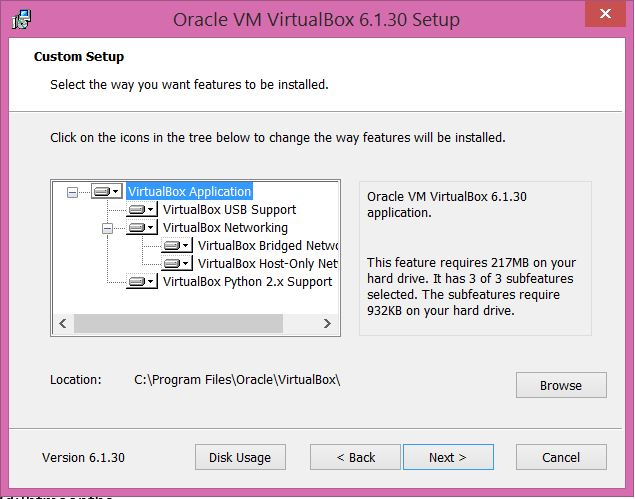 Oracle VM VirtualBox 6.1.30 Setup
Custom Setup
Select the way you want features to be installed.
Click on the icons in the tree below to change the way features will be installed.
VirtualBox Application
VirtualBox USB Support
VirtualBox Networking
VirtualBox Bridged Netwo
VirtualBox Host-Only Net
VirtualBox Python 2.x Support
Oracle VM VirtualBox 6.1.30
application.
This feature requires 217MB on your
hard drive. It has 3 of 3 subfeatures
selected. The subfeatures require
932KB on your hard drive.
Location: C:\Program Files\Oracle\VirtualBox\
Browse
Version 6.1.30
Disk Usage
< Back
Next >
Cancel